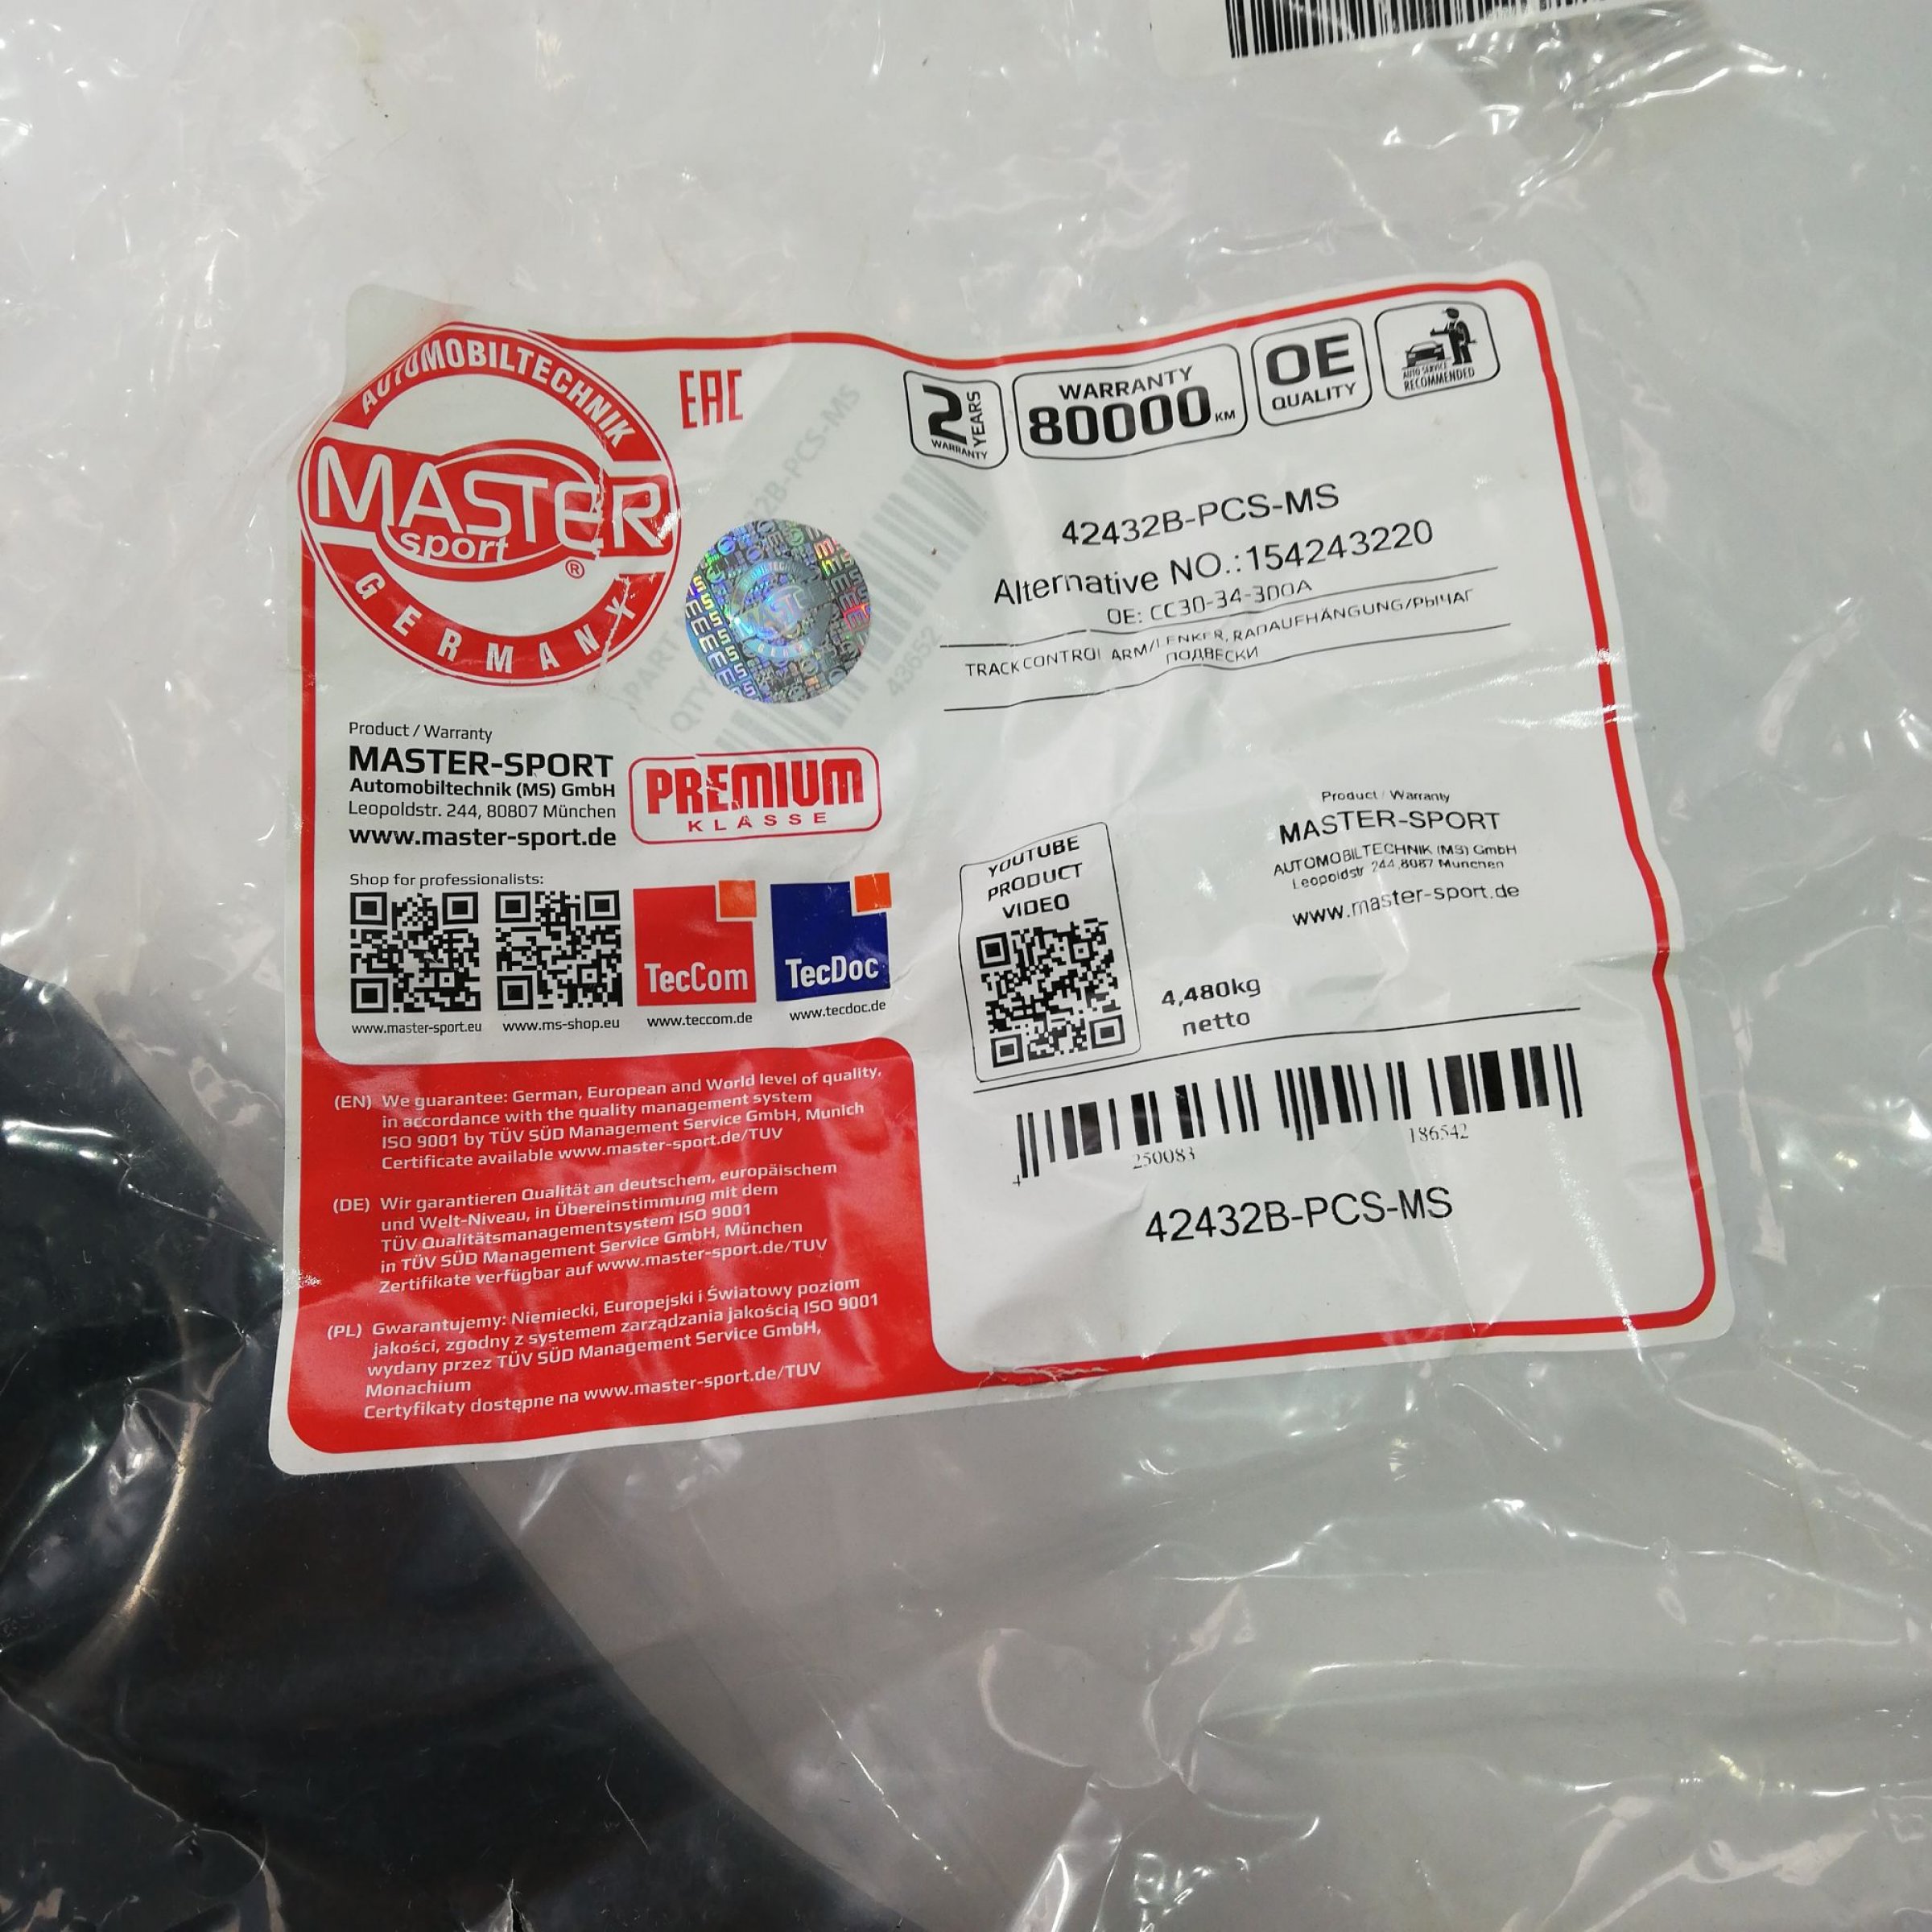 AUTOMOBILTECHNIK
MASTER
sport
®
GERMANY
EAC
2 YEARS
WARRANTY
WARRANTY
80000 KM
OE
QUALITY
AUTO SERVICE
RECOMMENDED
42432B-PCS-MS
Alternative NO.:154243220
OE: CC30-34-300A
TRACK CONTROL ARM/LENKER, RADAUFHÄNGUNG/РЫЧАГ
ПОДВЕСКИ
Product / Warranty
MASTER-SPORT
Automobiltechnik (MS) GmbH
Leopoldstr. 244, 80807 München
www.master-sport.de
PREMIUM
KLASSE
Shop for professionalists:
TecCom
TecDoc
www.master-sport.eu
www.ms-shop.eu
www.teccom.de
www.tecdoc.de
YOUTUBE
PRODUCT
VIDEO
Product / Warranty
MASTER-SPORT
AUTOMOBILTECHNIK (MS) GmbH
Leopoldstr 244,8087 Munchen
www.master-sport.de
4,480kg
netto
4 250083 186542
42432B-PCS-MS
(EN) We guarantee: German, European and World level of quality,
in accordance with the quality management system
ISO 9001 by TÜV SÜD Management Service GmbH, Munich
Certificate available www.master-sport.de/TUV
(DE) Wir garantieren Qualität an deutschem, europäischem
und Welt-Niveau, in Übereinstimmung mit dem
TÜV Qualitätsmanagementsystem ISO 9001
in TÜV SÜD Management Service GmbH, München
Zertifikate verfügbar auf www.master-sport.de/TUV
(PL) Gwarantujemy: Niemiecki, Europejski i Światowy poziom
jakości, zgodny z systemem zarządzania jakością ISO 9001
wydany przez TÜV SÜD Management Service GmbH,
Monachium
Certyfikaty dostępne na www.master-sport.de/TUV